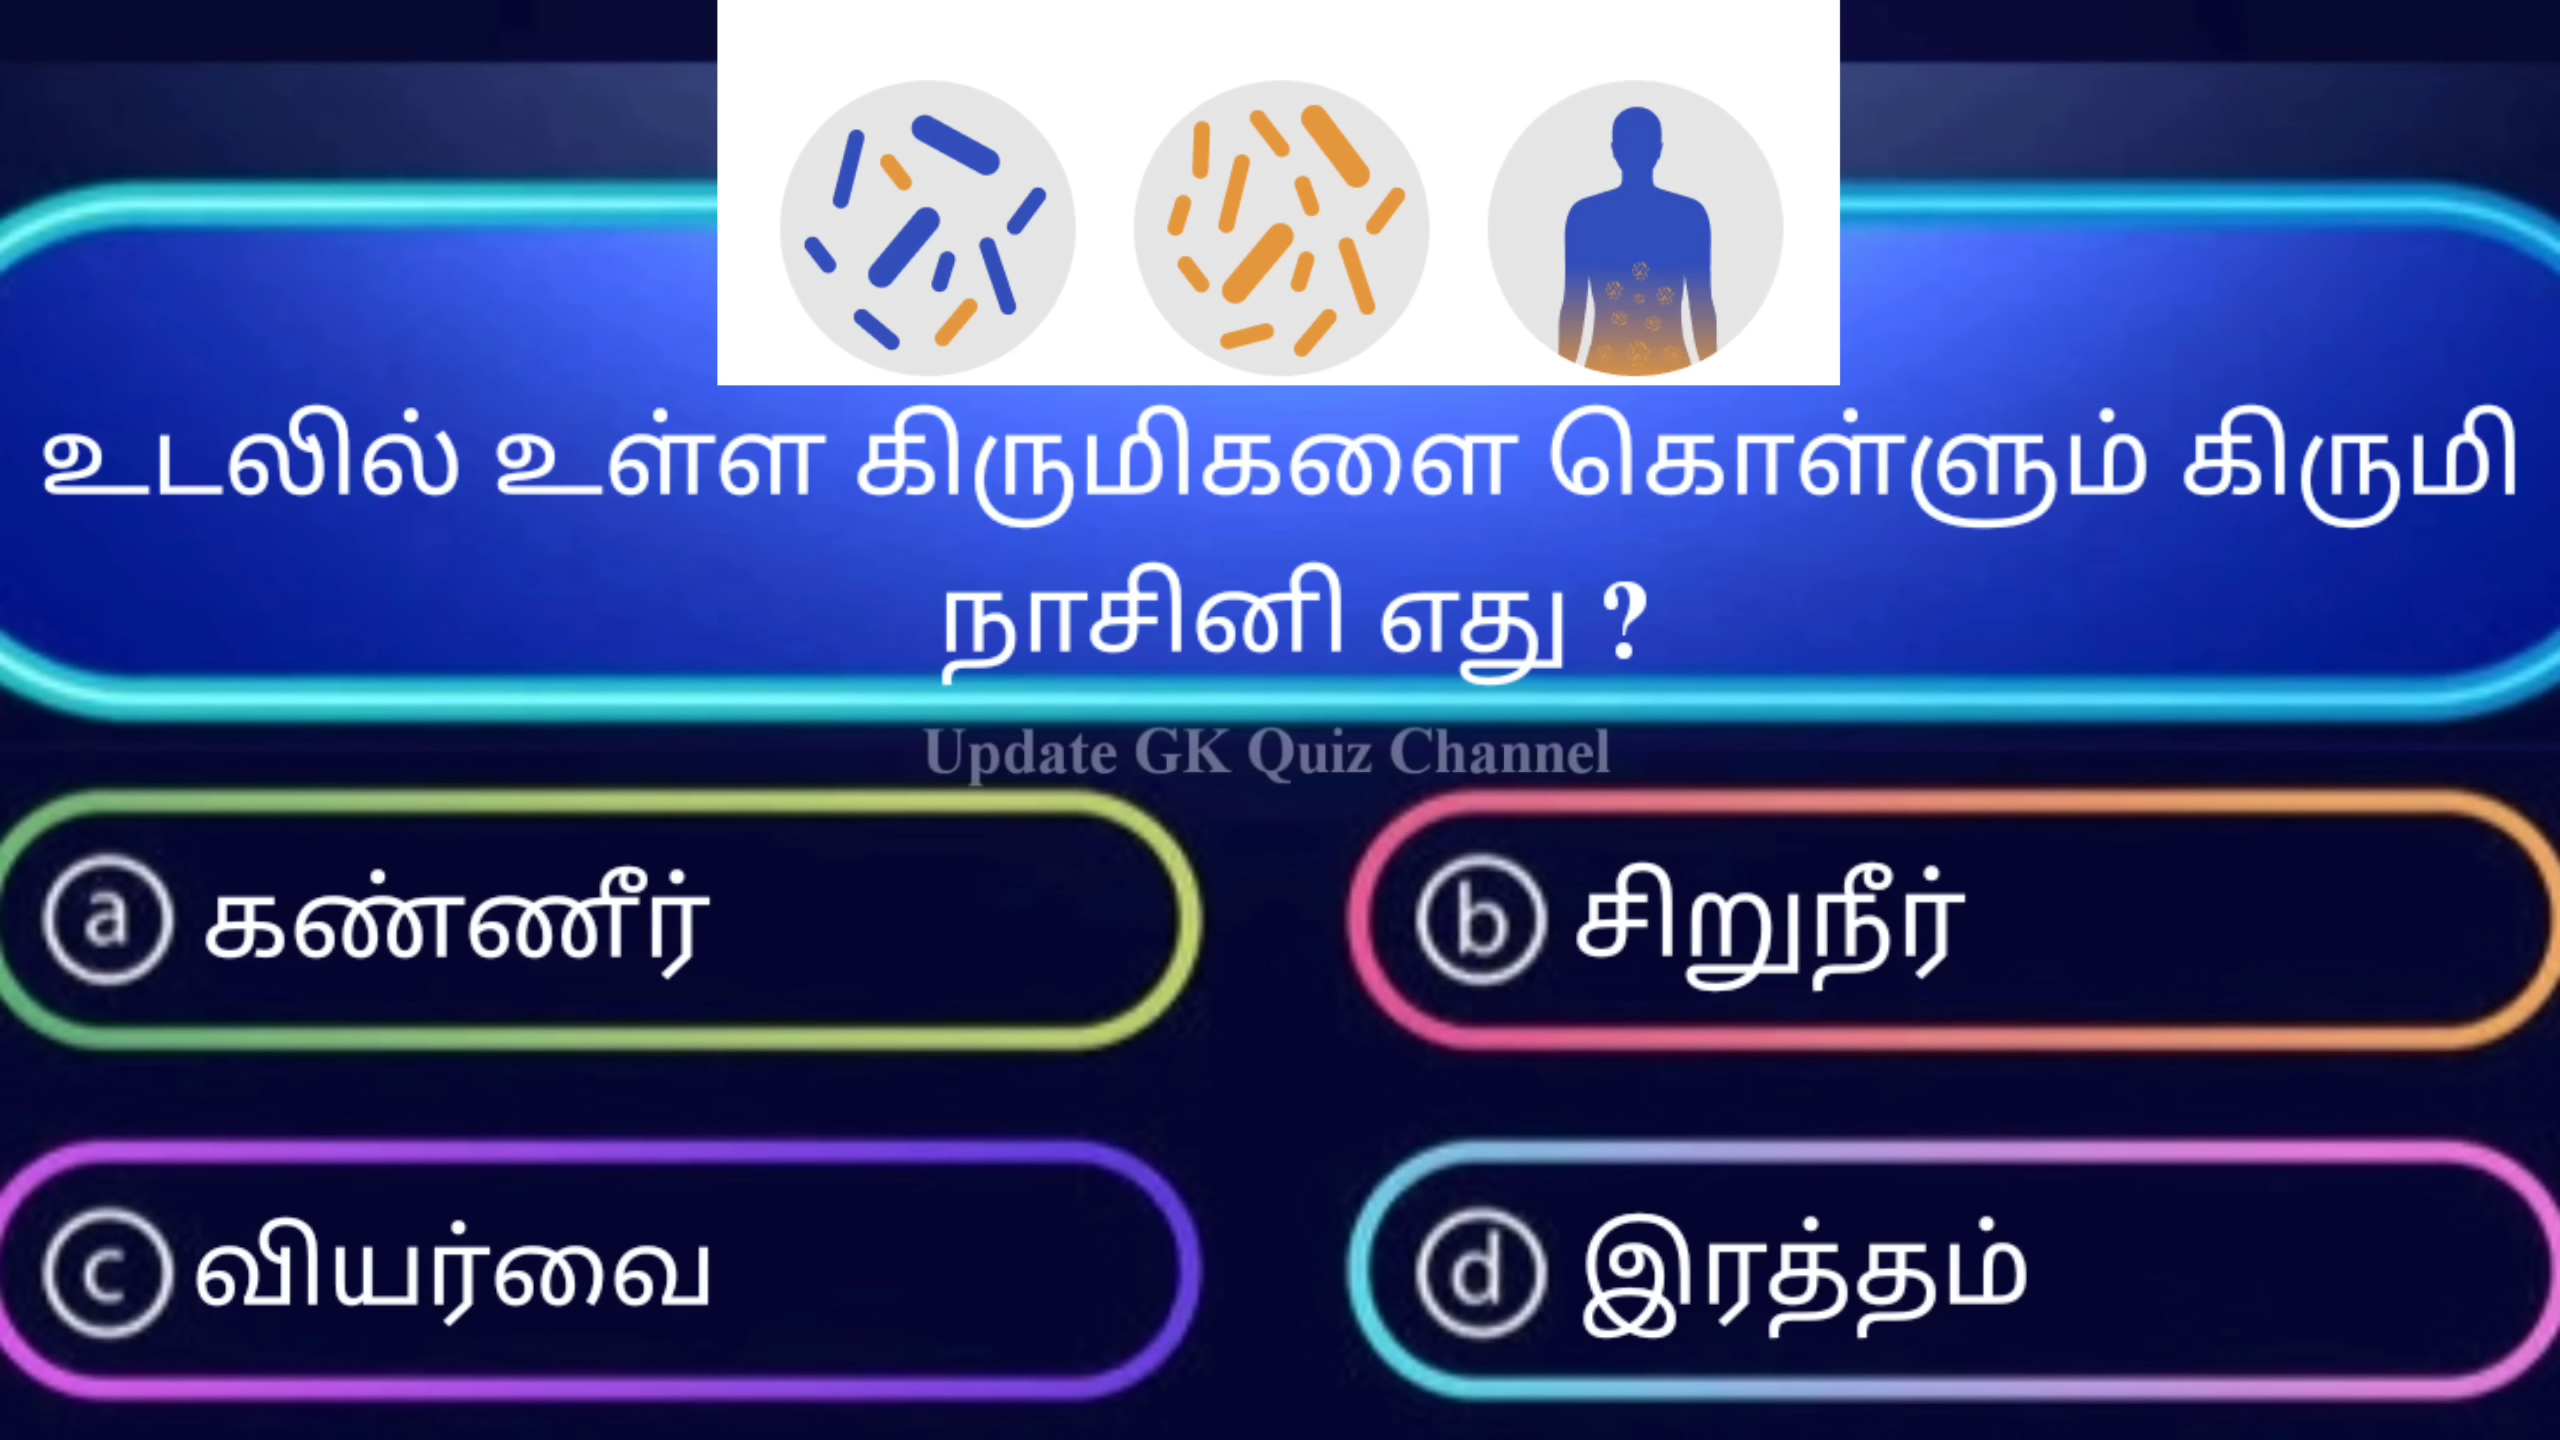 உடலில் உள்ள கிருமிகளை கொள்ளும் கிருமி
நாசினி எது ?
Update GK Quiz Channel
a கண்ணீர்
b சிறுநீர்
c வியர்வை
d இரத்தம்